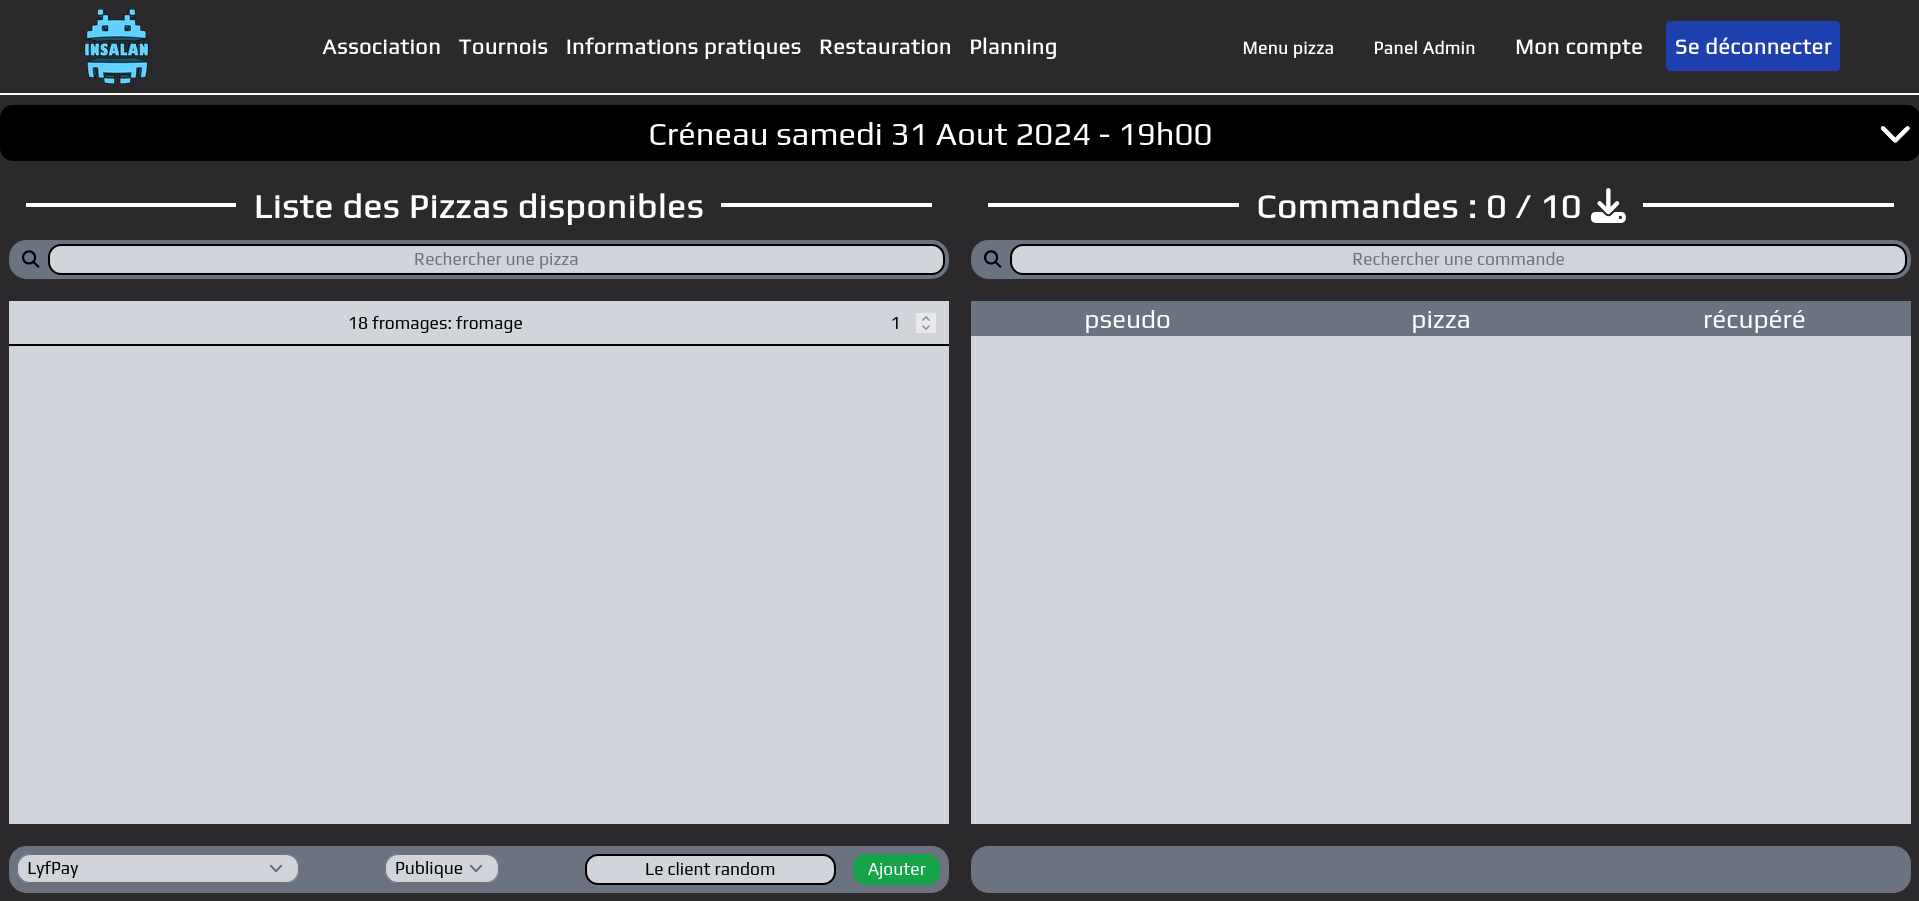 INSALAN
Association Tournois Informations pratiques Restauration Planning Menu pizza Panel Admin Mon compte Se déconnecter
Créneau samedi 31 Aout 2024 - 19h00
Liste des Pizzas disponibles
Rechercher une pizza
18 fromages: fromage 1
LyfPay Publique Le client random Ajouter
Commandes : 0 / 10
Rechercher une commande
pseudo pizza récupéré